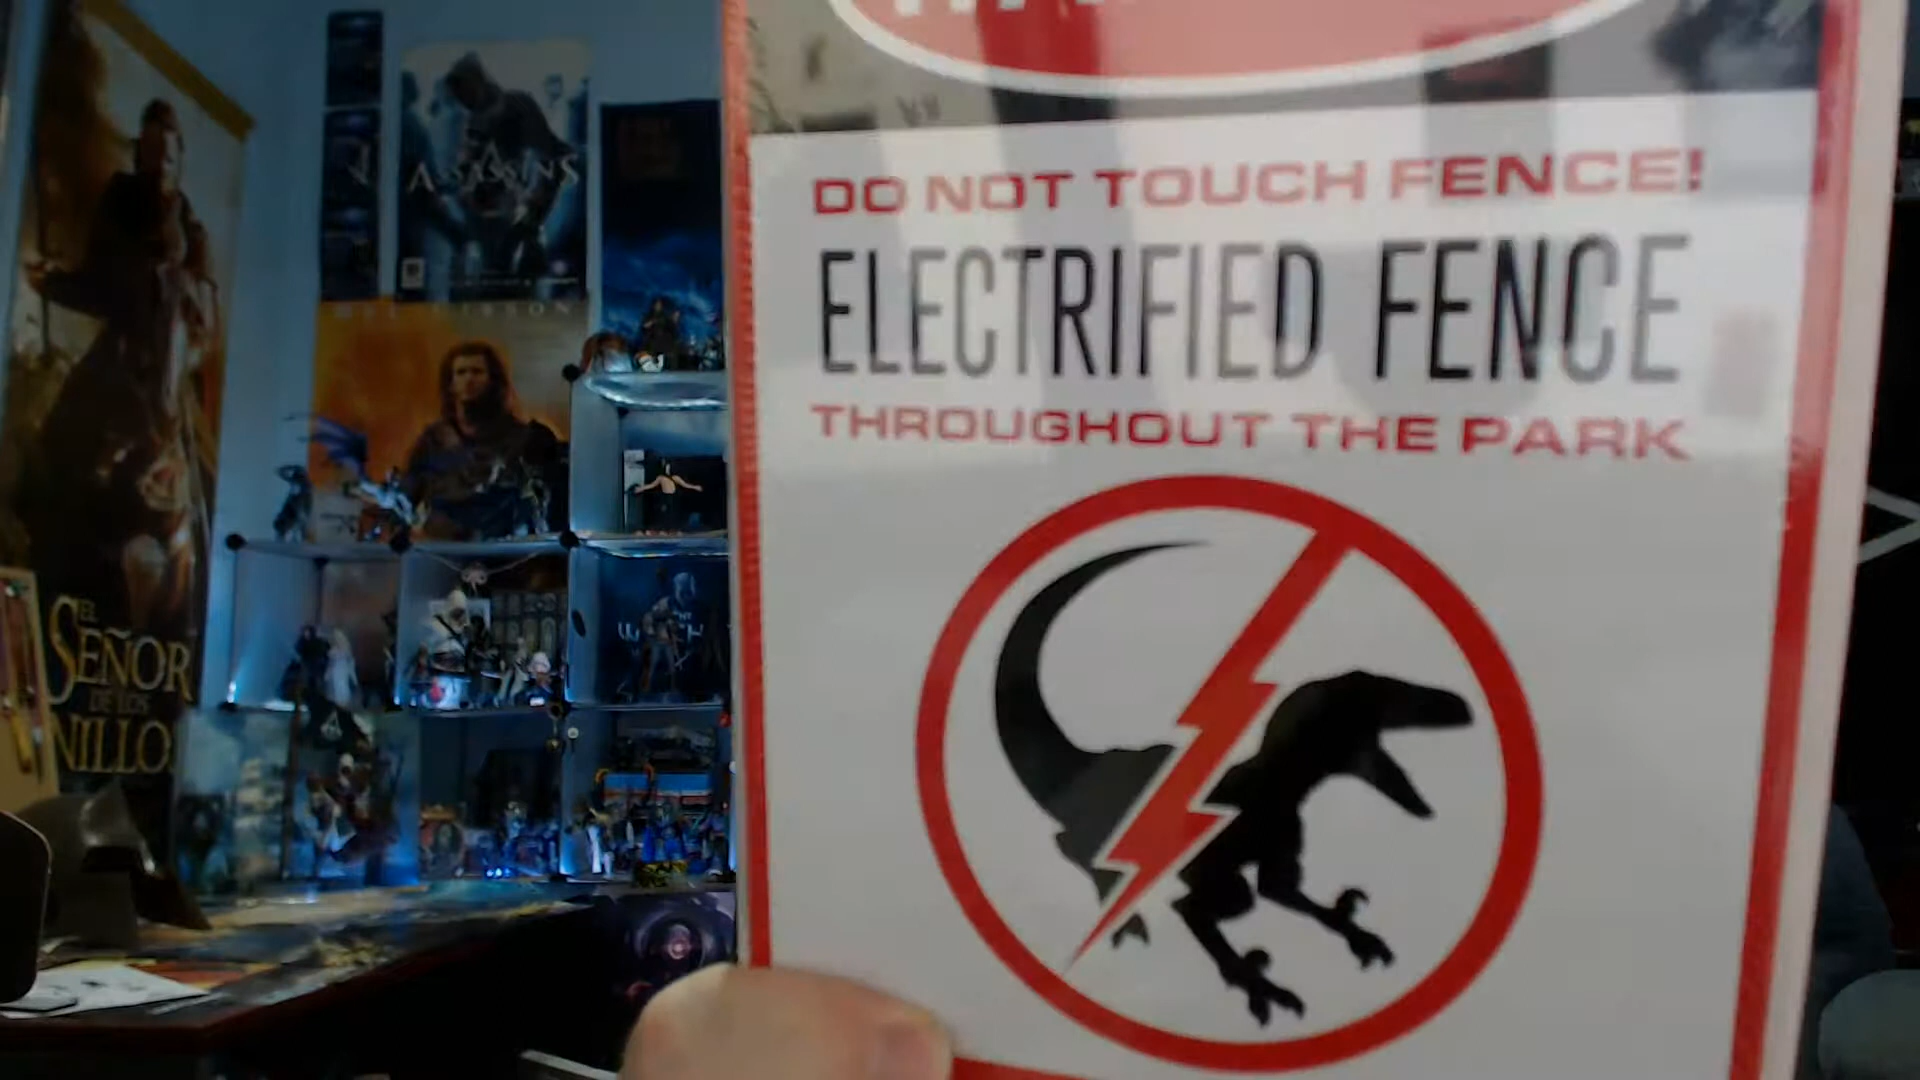 DO NOT TOUCH FENCE!
ELECTRIFIED FENCE
THROUGHOUT THE PARK
ASSASSINS
EL
SEÑOR
DE LOS
NILLO